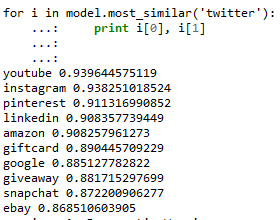 for i in model.most_similar('twitter'):
...: print i[0], i[1]
...:
...:
youtube 0.939644575119
instagram 0.938251018524
pinterest 0.911316990852
linkedin 0.908357739449
amazon 0.908257961273
giftcard 0.890445709229
google 0.885127782822
giveaway 0.881715297699
snapchat 0.872200906277
ebay 0.868510603905